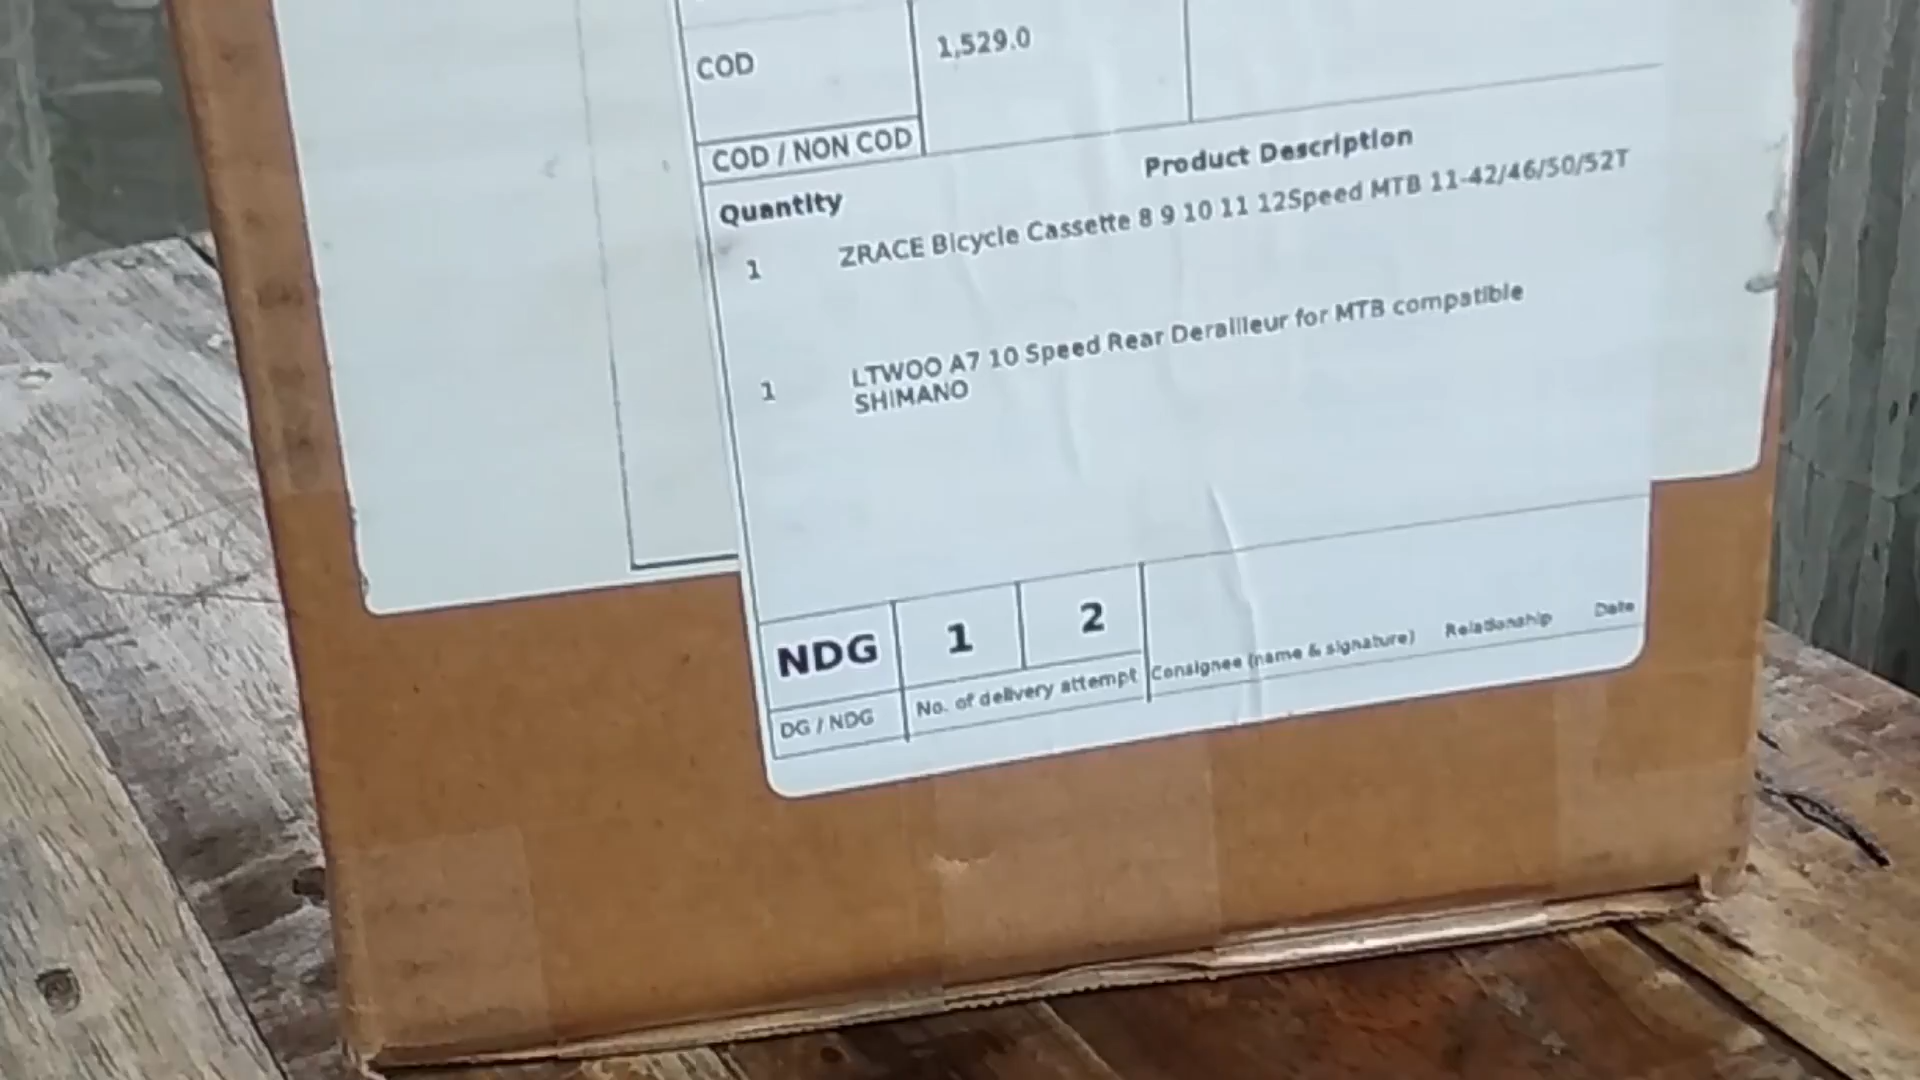 COD
1,529.0
COD / NON COD
Quantity
Product Description
1
ZRACE Bicycle Cassette 8 9 10 11 12Speed MTB 11-42/46/50/52T
1
LTWOO A7 10 Speed Rear Derailleur for MTB compatible
SHIMANO
NDG
1
2
DG / NDG
No. of delivery attempt
Consignee (name & signature)
Relationship
Date